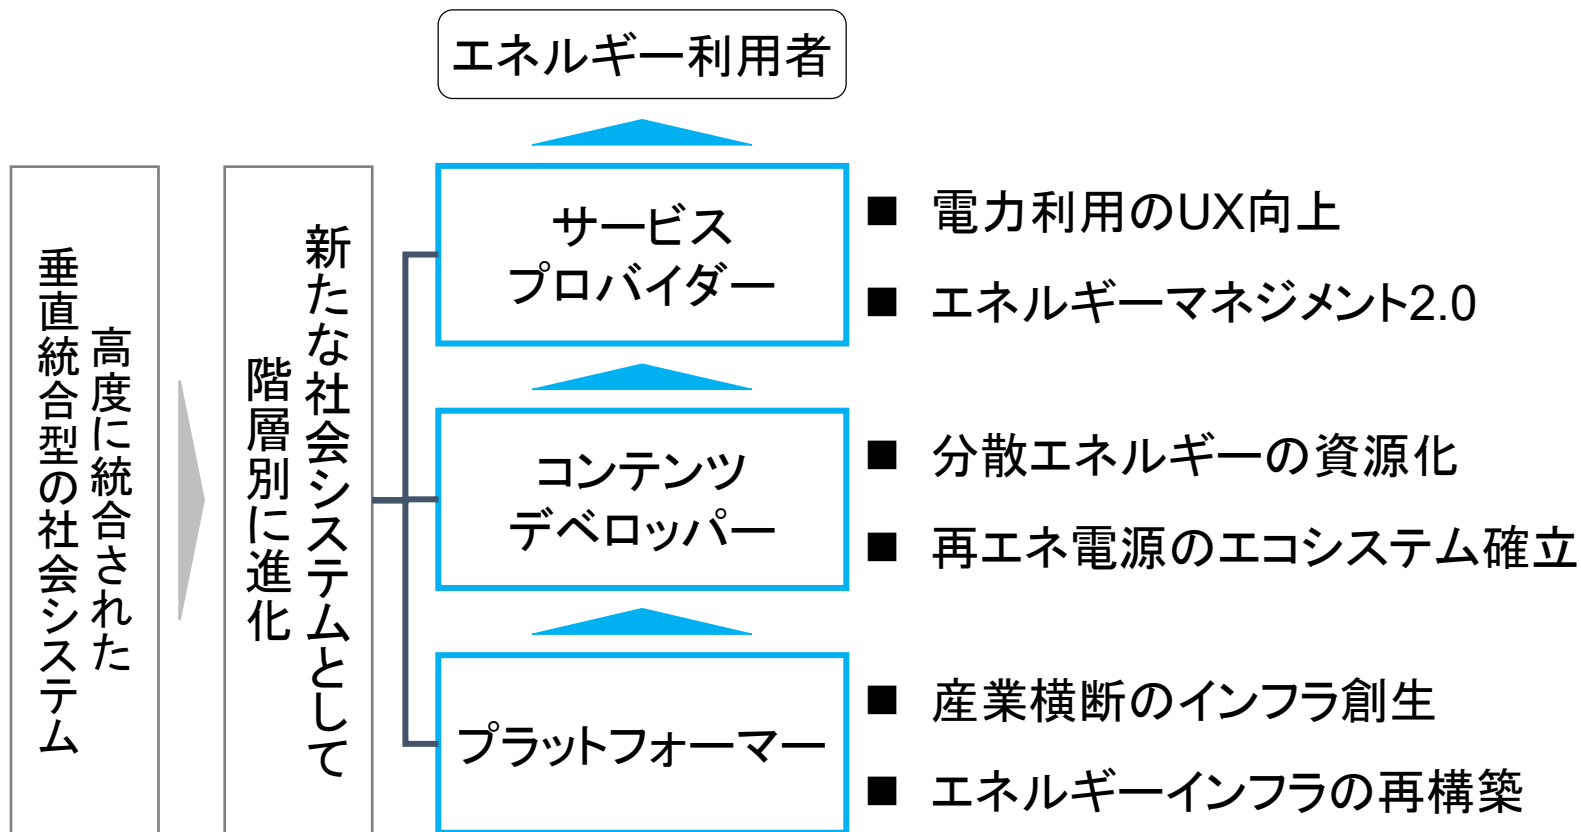 エネルギー利用者
高度に統合された
垂直統合型の社会システム
新たな社会システムとして
階層別に進化
サービス
プロバイダー
■ 電力利用のUX向上
■ エネルギーマネジメント2.0
コンテンツ
デベロッパー
■ 分散エネルギーの資源化
■ 再エネ電源のエコシステム確立
プラットフォーマー
■ 産業横断のインフラ創生
■ エネルギーインフラの再構築